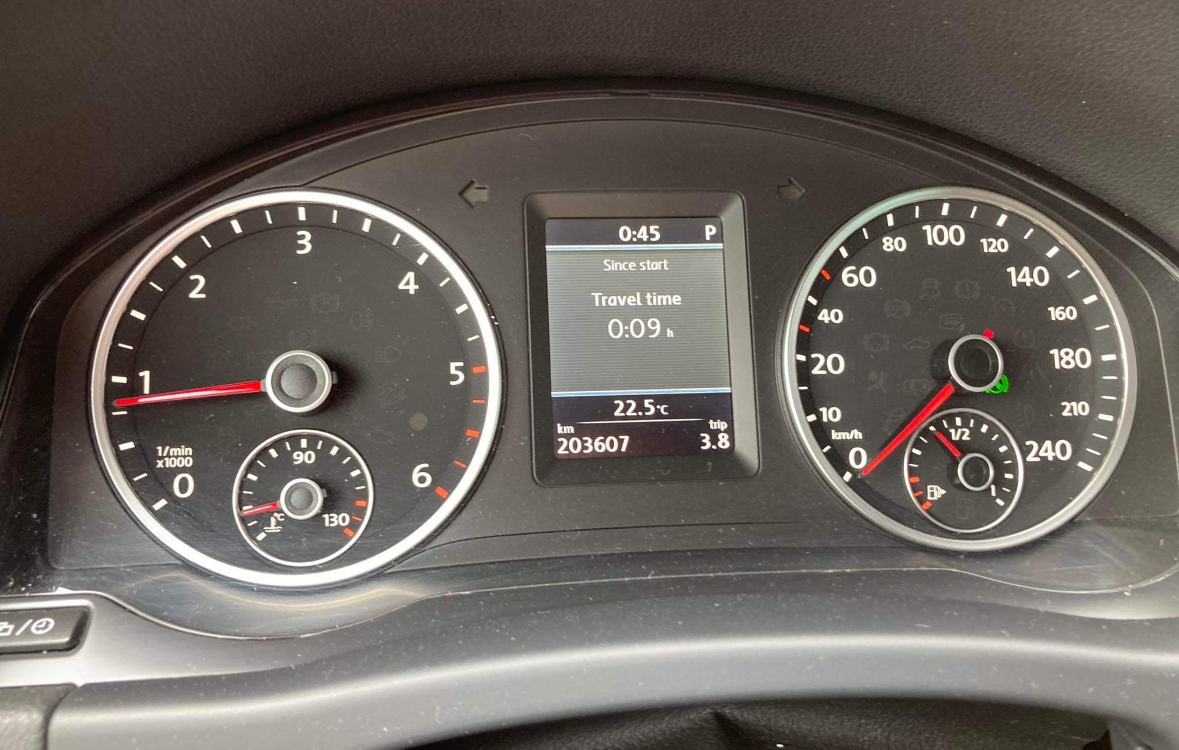 0:45 P
Since start
Travel time
0:09 h
22.5°C
km trip
203607 3.8
0
1
2
3
4
5
6
1/min
x1000
90
130
°C
0
10
20
40
60
80
100
120
140
160
180
210
240
km/h
1/2
1